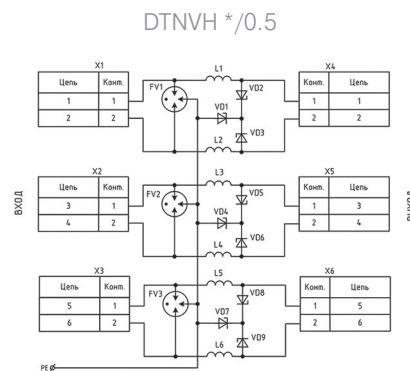 DTNVH */0.5
X1 L1 X4
Цепь Конт. FV1 VD2 Конт. Цепь
1 1 VD1 1 1
2 2 VD3 2 2
L2
X2 L3 X5
Цепь Конт. FV2 VD5 Конт. Цепь
3 1 VD4 1 3
4 2 VD6 2 4
L4
ВХОД
X3 L5 X6
Цепь Конт. FV3 VD8 Конт. Цепь
5 1 VD7 1 5
6 2 VD9 2 6
L6
PE